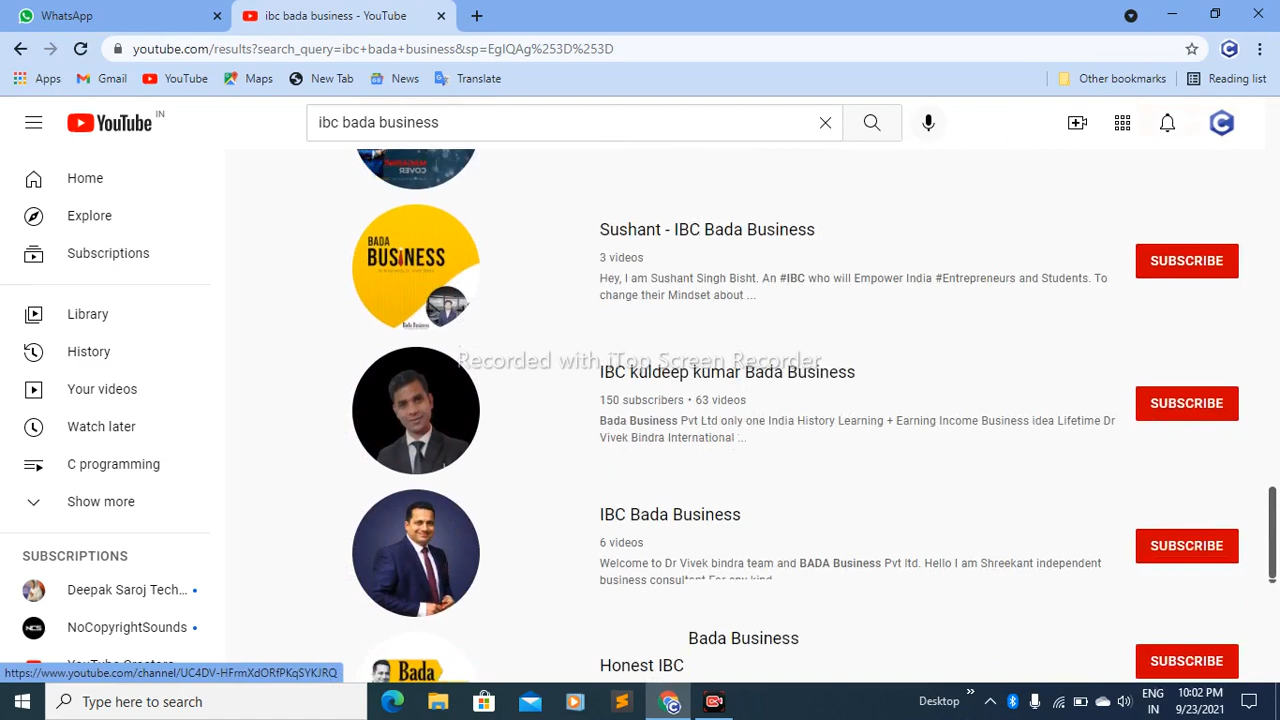 WhatsApp
ibc bada business - YouTube
youtube.com/results?search_query=ibc+bada+business&sp=EgIQAg%253D%253D
Apps
Gmail
YouTube
Maps
New Tab
News
Translate
Other bookmarks
Reading list
YouTube IN
ibc bada business
Home
Explore
Subscriptions
Library
History
Your videos
Watch later
C programming
Show more
SUBSCRIPTIONS
Deepak Saroj Tech...
NoCopyrightSounds
COVER
BADA
BUSINESS
Bada Business
Sushant - IBC Bada Business
3 videos
Hey, I am Sushant Singh Bisht. An #IBC who will Empower India #Entrepreneurs and Students. To
change their Mindset about ...
SUBSCRIBE
Recorded with iTop Screen Recorder
IBC kuldeep kumar Bada Business
150 subscribers • 63 videos
Bada Business Pvt Ltd only one India History Learning + Earning Income Business idea Lifetime Dr
Vivek Bindra International ...
SUBSCRIBE
IBC Bada Business
6 videos
Welcome to Dr Vivek bindra team and BADA Business Pvt ltd. Hello I am Shreekant independent
business consultant For any kind
SUBSCRIBE
Bada
Bada Business
Honest IBC
SUBSCRIBE
https://www.youtube.com/channel/UC4DV-HFrmXdORfPKqSYKJRQ
Type here to search
Desktop
ENG
IN
10:02 PM
9/23/2021